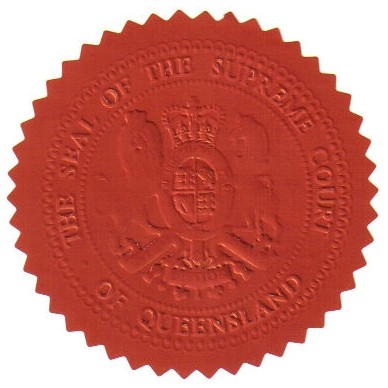 THE SEAL OF THE SUPREME COURT
OF QUEENSLAND